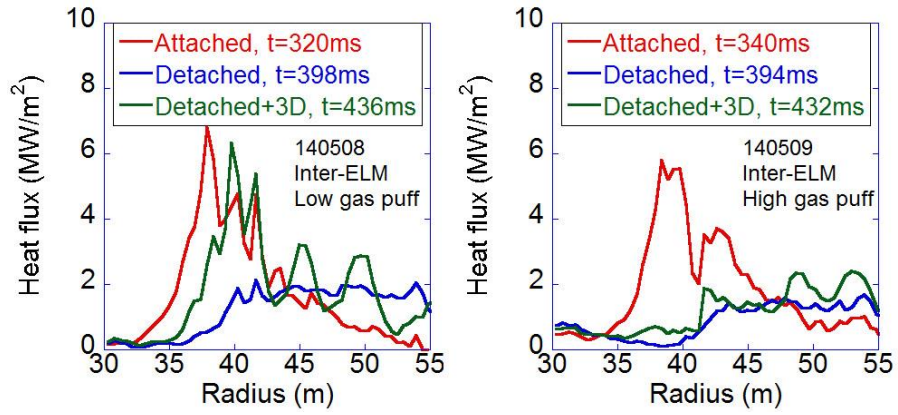 10
8
6
4
2
0
Heat flux (MW/m²)
Attached, t=320ms
Detached, t=398ms
Detached+3D, t=436ms
140508
Inter-ELM
Low gas puff
30 35 40 45 50 55
Radius (m)
10
8
6
4
2
0
Heat flux (MW/m²)
Attached, t=340ms
Detached, t=394ms
Detached+3D, t=432ms
140509
Inter-ELM
High gas puff
30 35 40 45 50 55
Radius (m)